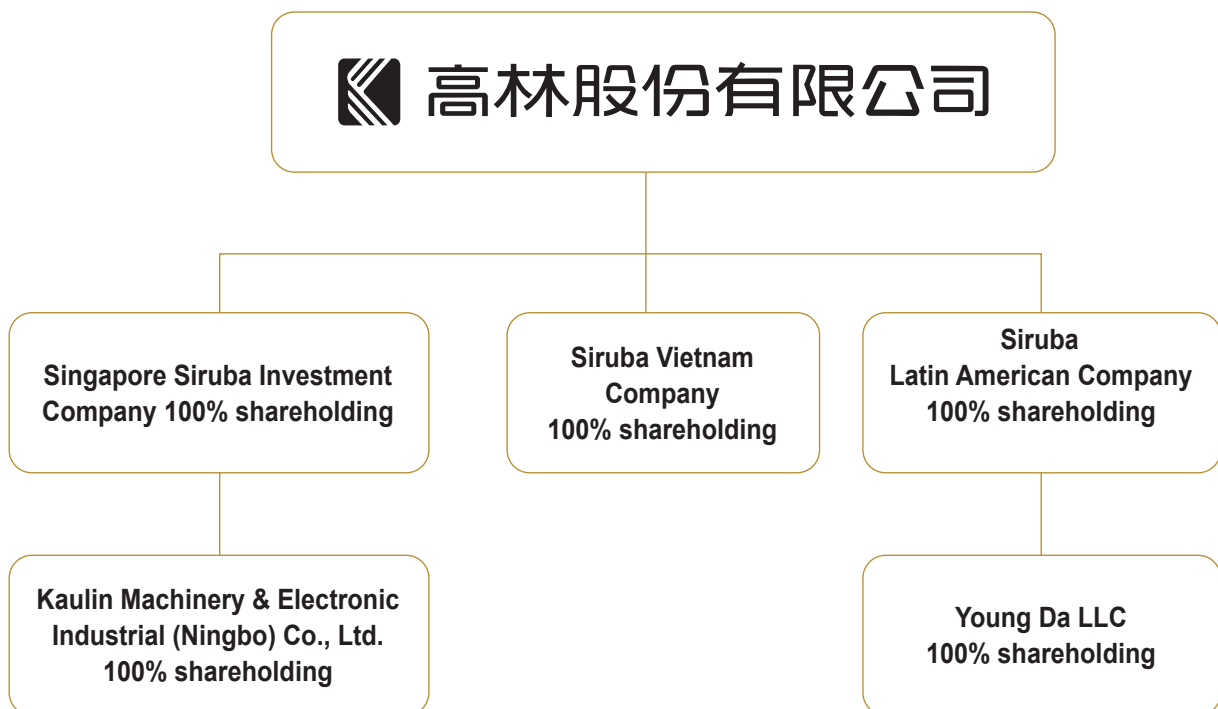 高林股份有限公司
Singapore Siruba Investment
Company 100% shareholding
Siruba Vietnam
Company
100% shareholding
Siruba
Latin American Company
100% shareholding
Kaulin Machinery & Electronic
Industrial (Ningbo) Co., Ltd.
100% shareholding
Young Da LLC
100% shareholding